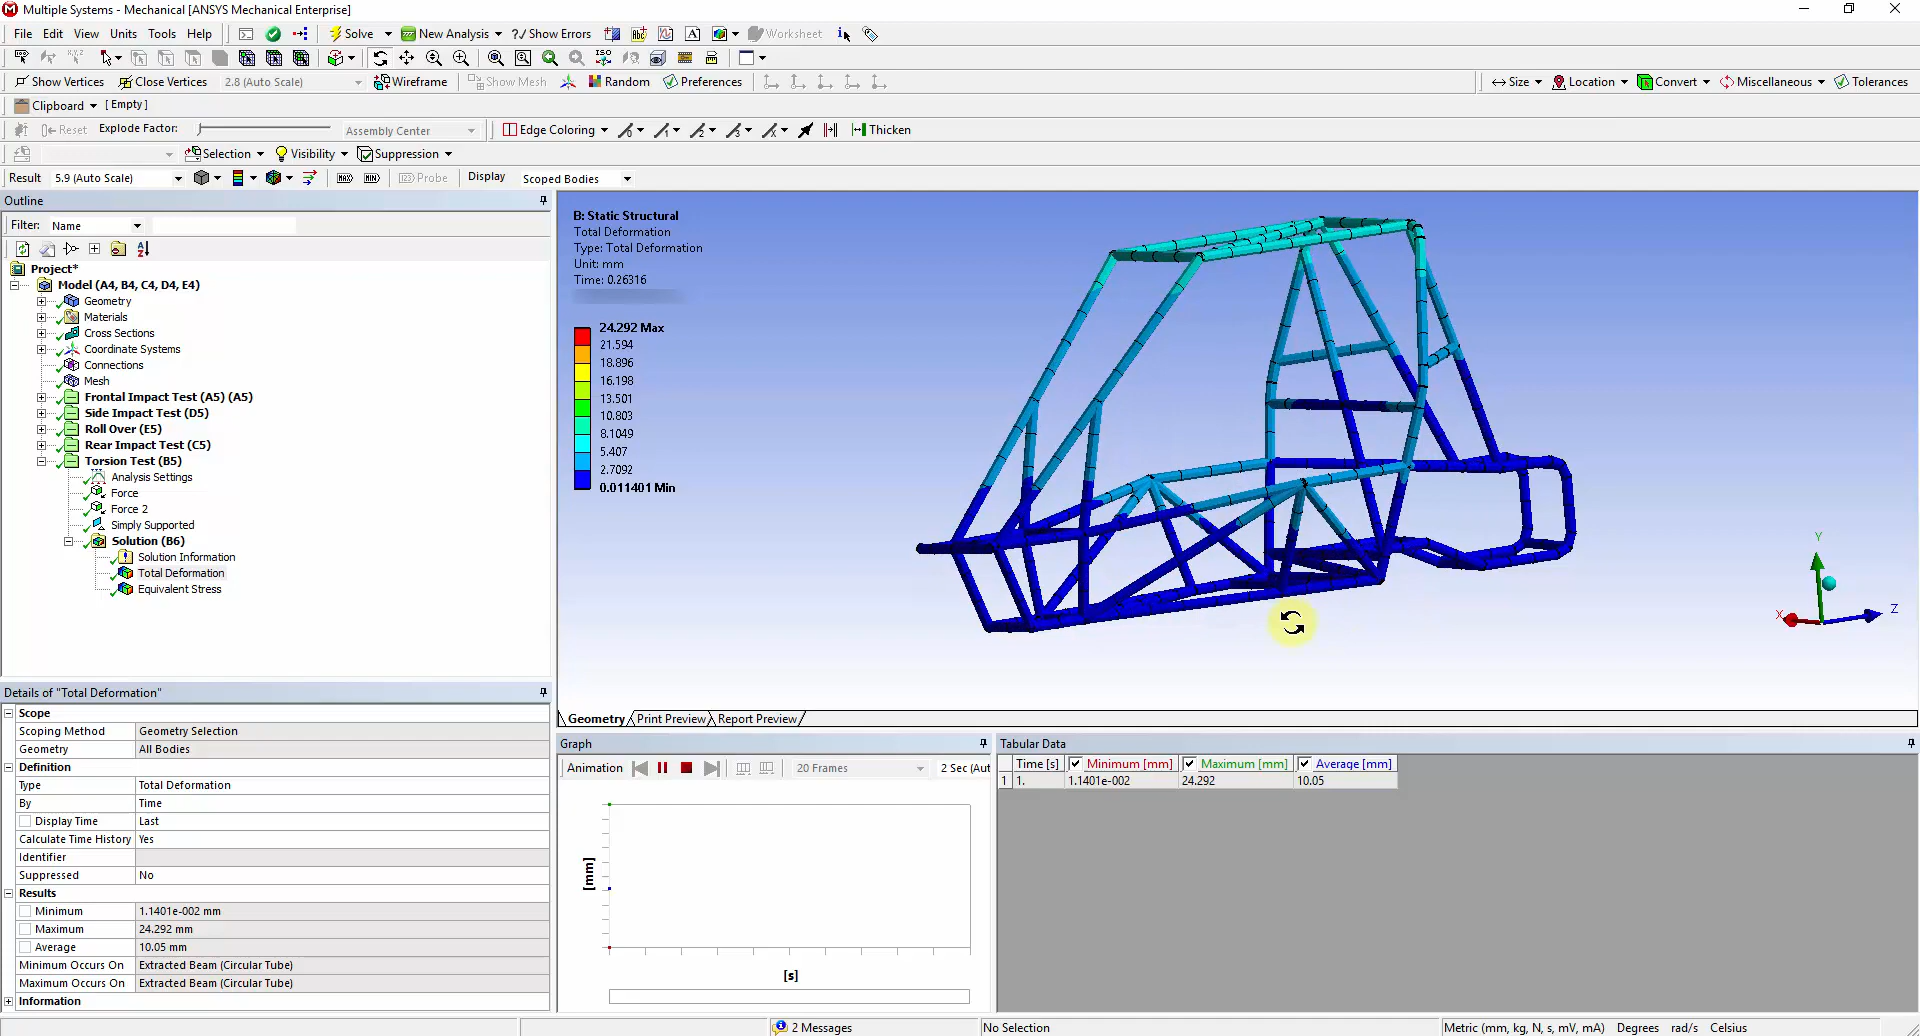 Multiple Systems - Mechanical [ANSYS Mechanical Enterprise]
File Edit View Units Tools Help Solve New Analysis ?/ Show Errors Worksheet
ISO
Show Vertices Close Vertices 2.8 (Auto Scale) Wireframe Show Mesh Random Preferences Size Location Convert Miscellaneous Tolerances
Clipboard [ Empty ]
Reset Explode Factor: Assembly Center Edge Coloring Thicken
Selection Visibility Suppression
Result 5.9 (Auto Scale) MAX MIN Probe Display Scoped Bodies
Outline
Filter: Name
Project*
Model (A4, B4, C4, D4, E4)
Geometry
Materials
Cross Sections
Coordinate Systems
Connections
Mesh
Frontal Impact Test (A5) (A5)
Side Impact Test (D5)
Roll Over (E5)
Rear Impact Test (C5)
Torsion Test (B5)
Analysis Settings
Force
Force 2
Simply Supported
Solution (B6)
Solution Information
Total Deformation
Equivalent Stress
B: Static Structural
Total Deformation
Type: Total Deformation
Unit: mm
Time: 0.26316
24.292 Max
21.594
18.896
16.198
13.501
10.803
8.1049
5.407
2.7092
0.011401 Min
Y
Z
X
Details of "Total Deformation"
Scope
Scoping Method Geometry Selection
Geometry All Bodies
Definition
Type Total Deformation
By Time
Display Time Last
Calculate Time History Yes
Identifier
Suppressed No
Results
Minimum 1.1401e-002 mm
Maximum 24.292 mm
Average 10.05 mm
Minimum Occurs On Extracted Beam (Circular Tube)
Maximum Occurs On Extracted Beam (Circular Tube)
Information
Geometry Print Preview Report Preview
Graph
Animation 20 Frames 2 Sec (Aut
[mm]
[s]
Tabular Data
Time [s] Minimum [mm] Maximum [mm] Average [mm]
1 1. 1.1401e-002 24.292 10.05
2 Messages No Selection Metric (mm, kg, N, s, mV, mA) Degrees rad/s Celsius